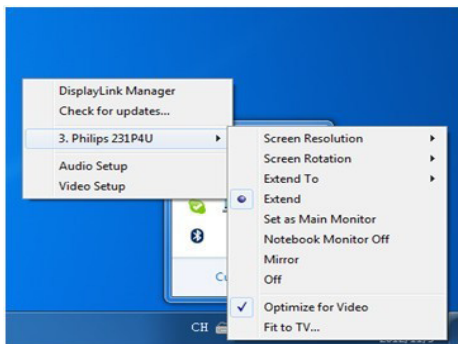 DisplayLink Manager
Check for updates...
3. Philips 231P4U
Audio Setup
Video Setup
Screen Resolution
Screen Rotation
Extend To
Extend
Set as Main Monitor
Notebook Monitor Off
Mirror
Off
Optimize for Video
Fit to TV...
CH